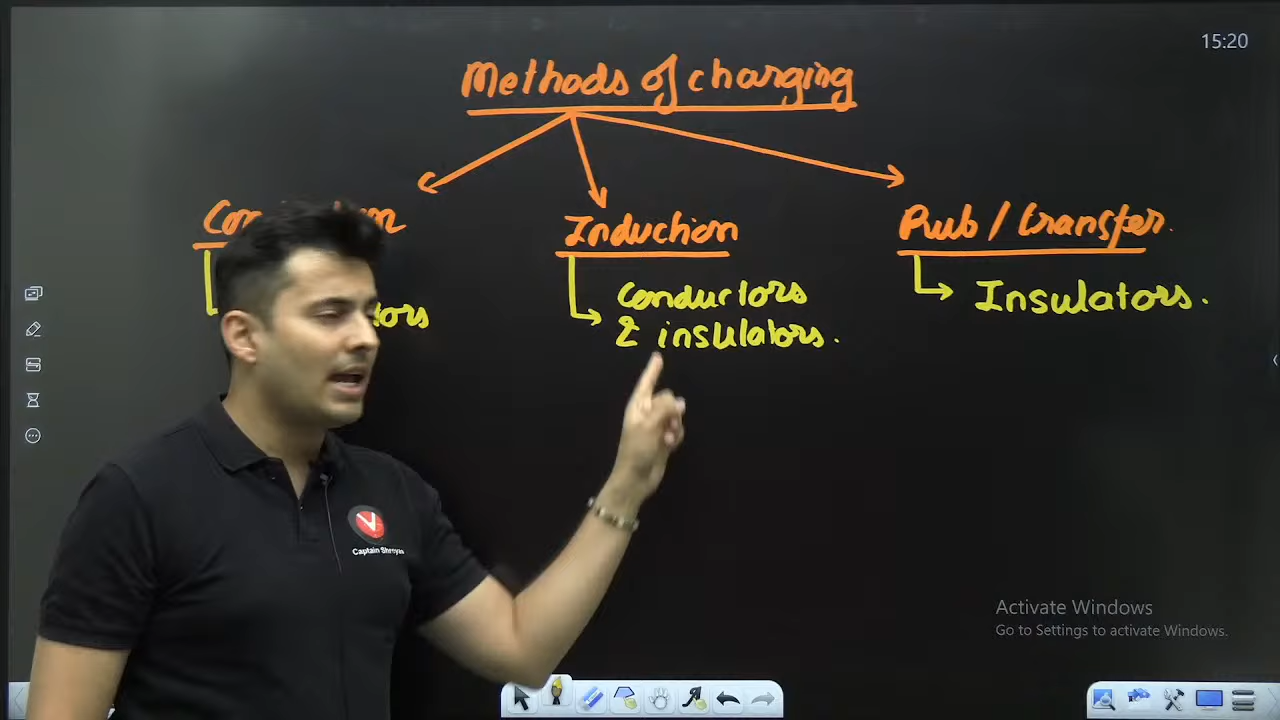 15:20
Methods of charging
Induction
Rub / transfer.
conductors
& insulators.
Insulators.
Captain Shreyas
Activate Windows
Go to Settings to activate Windows.